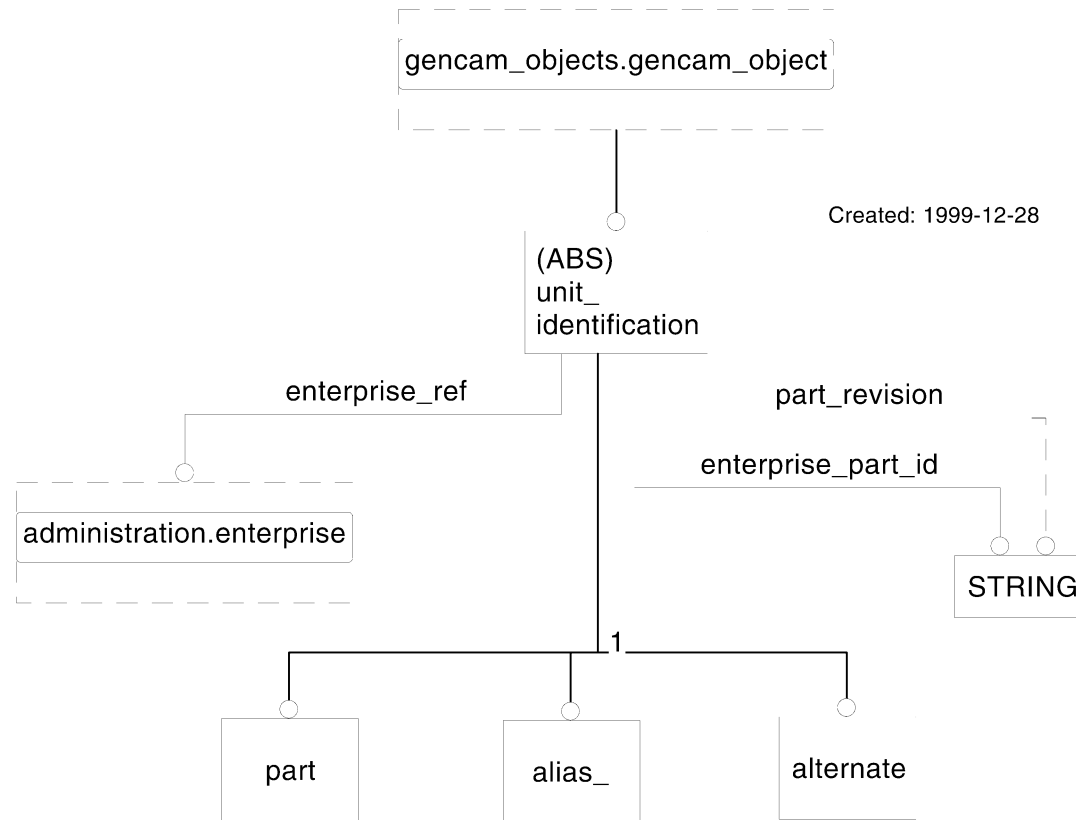 gencam_objects.gencam_object
Created: 1999-12-28
(ABS)
unit_
identification
enterprise_ref
part_revision
enterprise_part_id
administration.enterprise
STRING
1
part
alias_
alternate